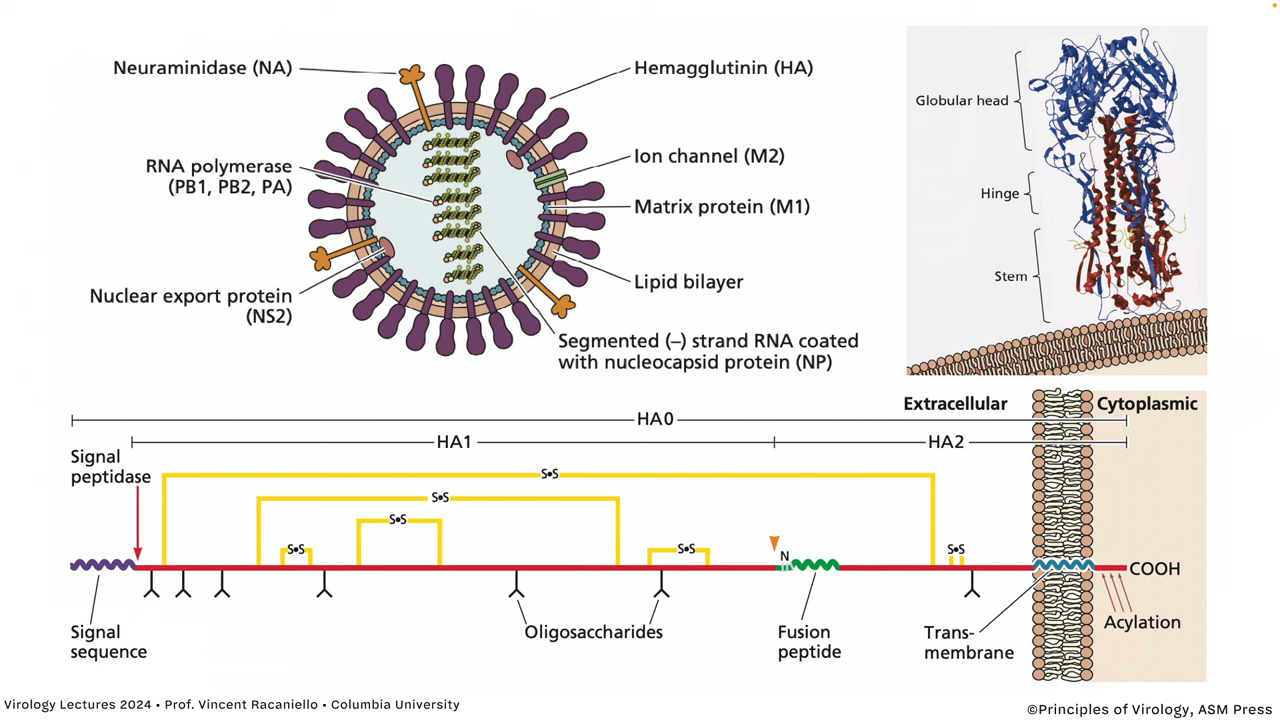 Neuraminidase (NA)
Hemagglutinin (HA)
RNA polymerase
(PB1, PB2, PA)
Ion channel (M2)
Matrix protein (M1)
Lipid bilayer
Nuclear export protein
(NS2)
Segmented (–) strand RNA coated
with nucleocapsid protein (NP)
Globular head
Hinge
Stem
Extracellular
Cytoplasmic
HA0
HA1
HA2
Signal
peptidase
S•S
S•S
S•S
S•S
S•S
S•S
N
COOH
Signal
sequence
Oligosaccharides
Fusion
peptide
Trans-
membrane
Acylation
Virology Lectures 2024 • Prof. Vincent Racaniello • Columbia University
©Principles of Virology, ASM Press